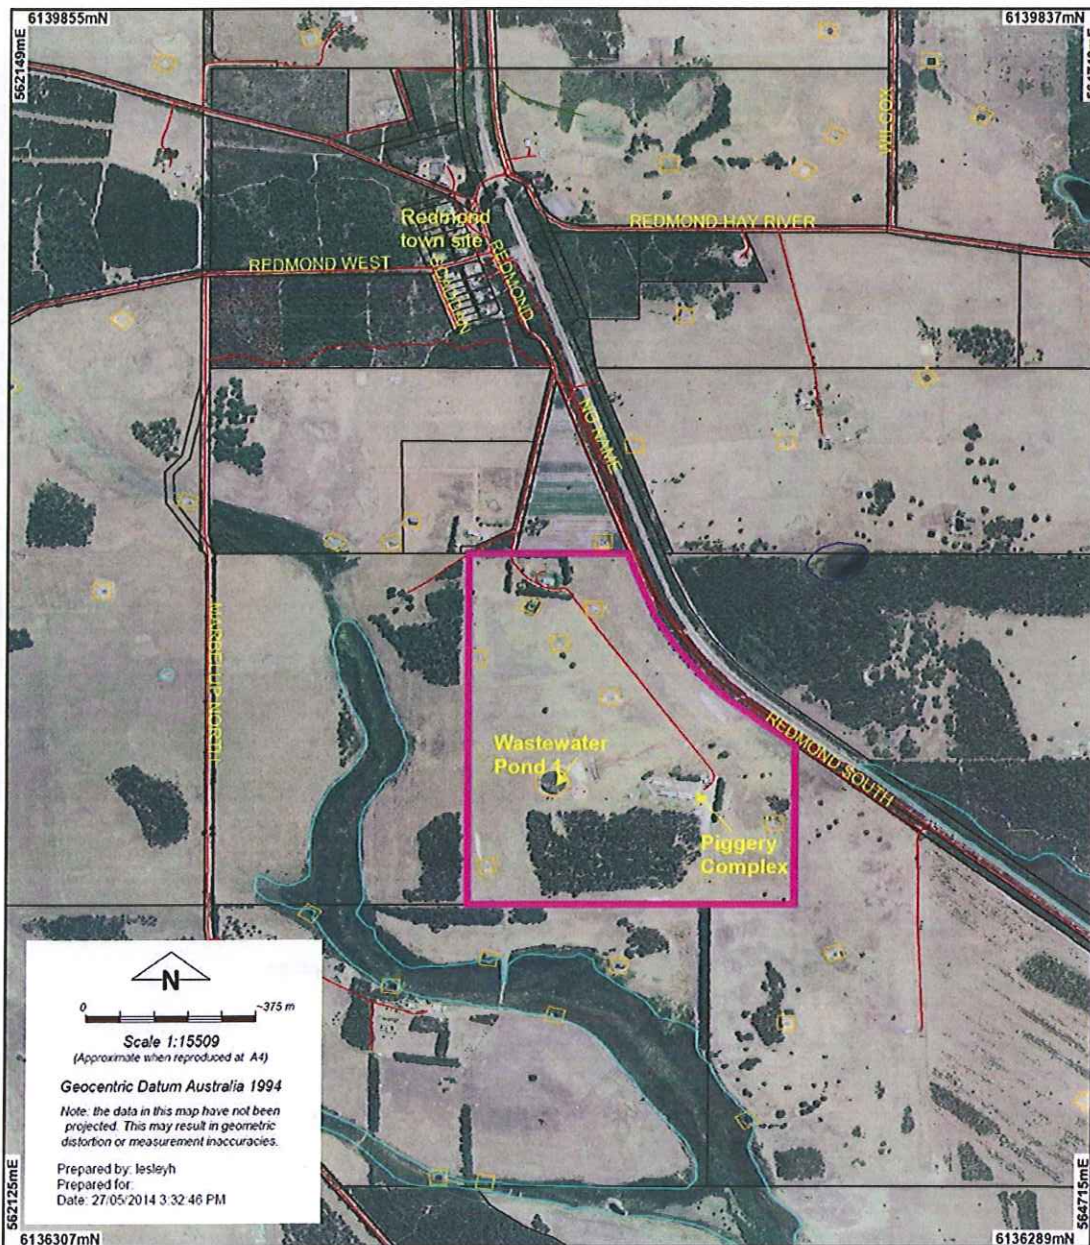 6139855mN
6139837mN
562149mE
WILCOX
Redmond
town site
REDMOND-HAY RIVER
REDMOND WEST
REDMOND
NO NAME
MARBELUP NORTH
REDMOND SOUTH
Wastewater
Pond 1
Piggery
Complex
N
0
~375 m
Scale 1:15509
(Approximate when reproduced at A4)
Geocentric Datum Australia 1994
Note: the data in this map have not been
projected. This may result in geometric
distortion or measurement inaccuracies.
Prepared by: lesleyh
Prepared for:
Date: 27/05/2014 3:32:46 PM
562125mE
564715mE
6136307mN
6136289mN